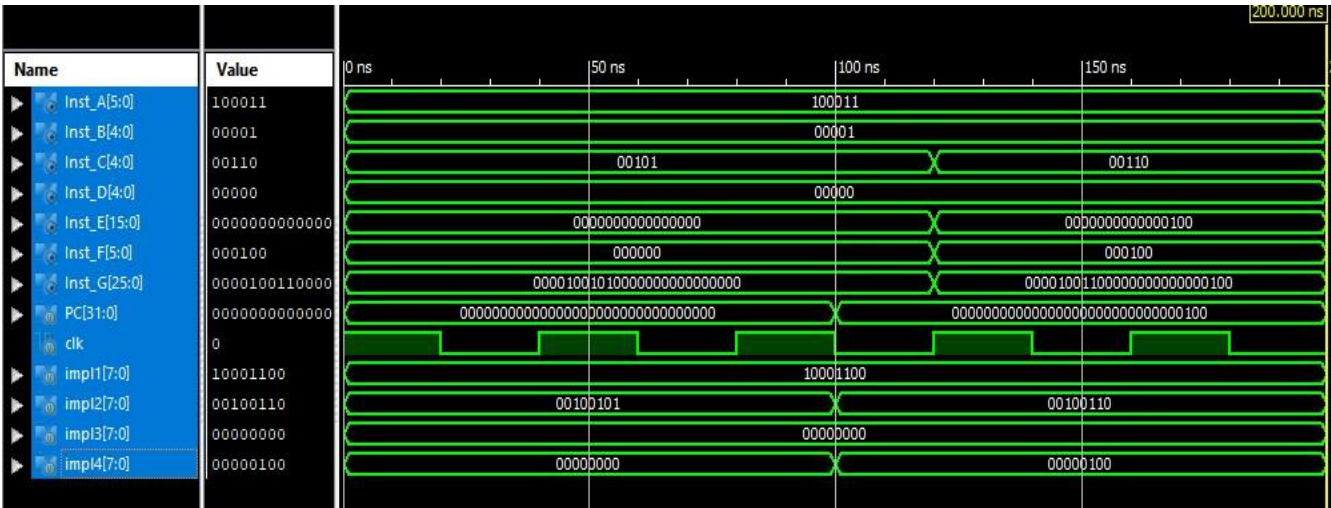 200.000 ns
Name Value 0 ns 50 ns 100 ns 150 ns
Inst_A[5:0] 100011 100011
Inst_B[4:0] 00001 00001
Inst_C[4:0] 00110 00101 00110
Inst_D[4:0] 00000 00000
Inst_E[15:0] 0000000000000 0000000000000000 0000000000000100
Inst_F[5:0] 000100 000000 000100
Inst_G[25:0] 0000100110000 00001001010000000000000000 00001001100000000000000100
PC[31:0] 0000000000000 00000000000000000000000000000000 00000000000000000000000000000100
clk 0
impl1[7:0] 10001100 10001100
impl2[7:0] 00100110 00100101 00100110
impl3[7:0] 00000000 00000000
impl4[7:0] 00000100 00000000 00000100